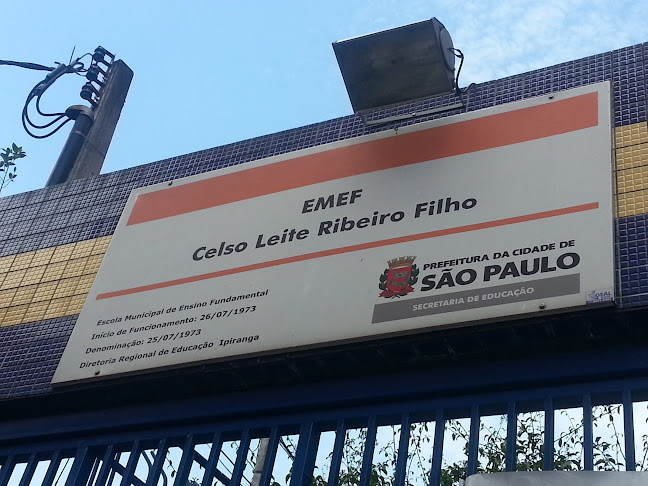 EMEF
Celso Leite Ribeiro Filho
Escola Municipal de Ensino Fundamental
Início de Funcionamento: 26/07/1973
Denominação: 25/07/1973
Diretoria Regional de Educação Ipiranga
PREFEITURA DA CIDADE DE
SÃO PAULO
SECRETARIA DE EDUCAÇÃO